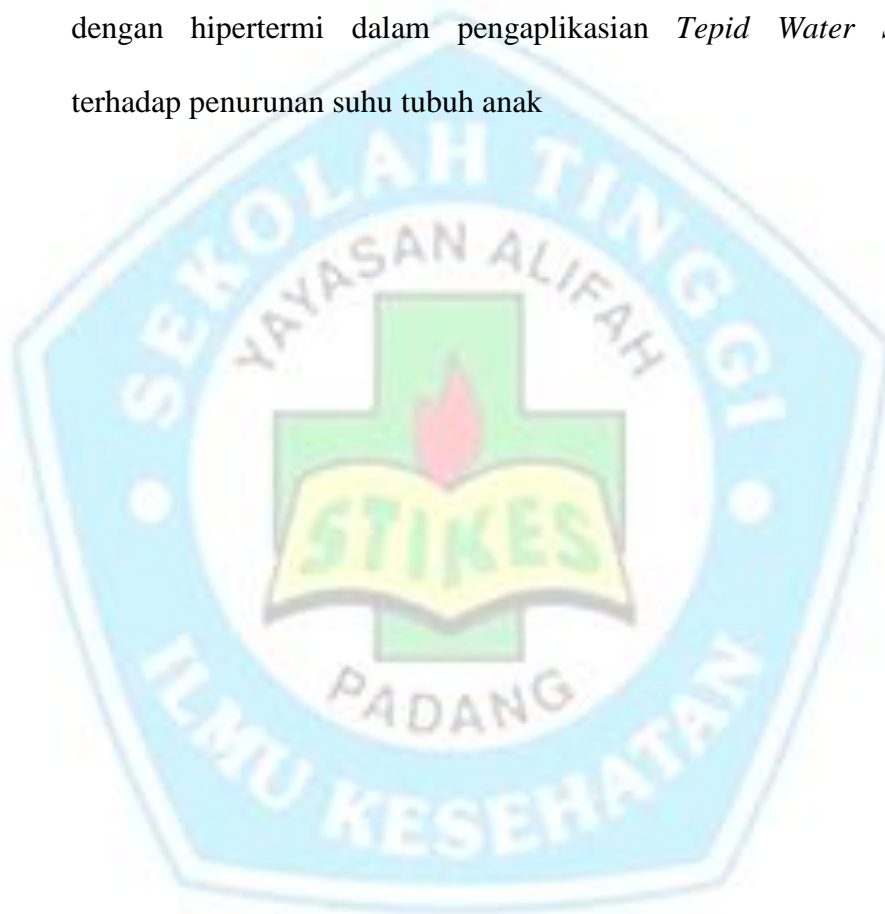 dengan hipertermi dalam pengaplikasian Tepid Water
terhadap penurunan suhu tubuh anak
SEKOLAH TINGGI
YAYASAN ALIFAH
STIKES
PADANG
ILMU KESEHATAN